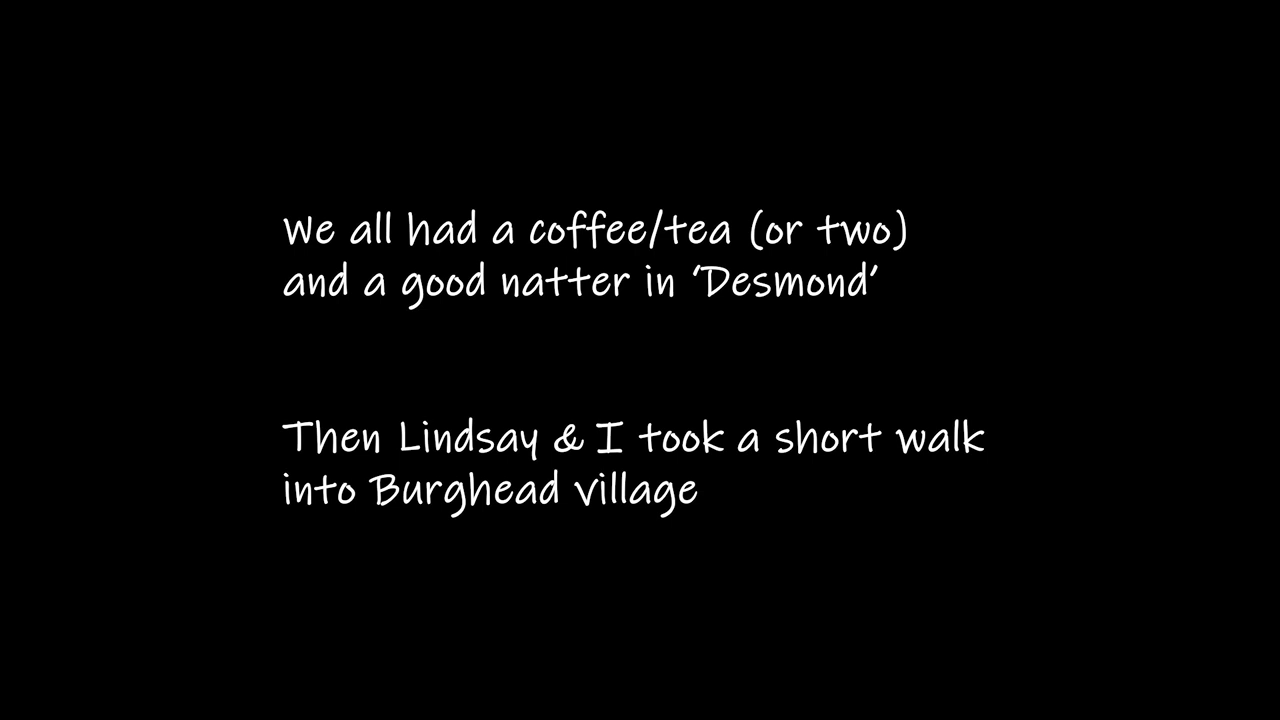 We all had a coffee/tea (or two)
and a good natter in ‘Desmond’
Then Lindsay & I took a short walk
into Burghead village